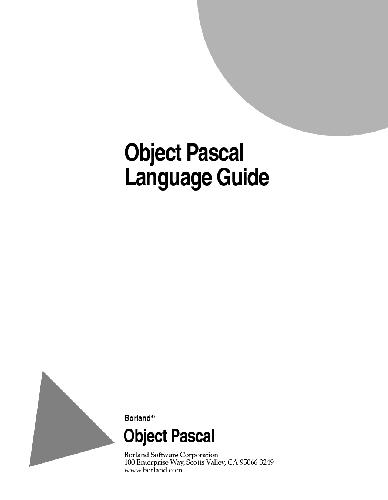 Object Pascal
Language Guide
Borland®
Object Pascal
Borland Software Corporation
100 Enterprise Way, Scotts Valley, CA 95066-3249
www.borland.com